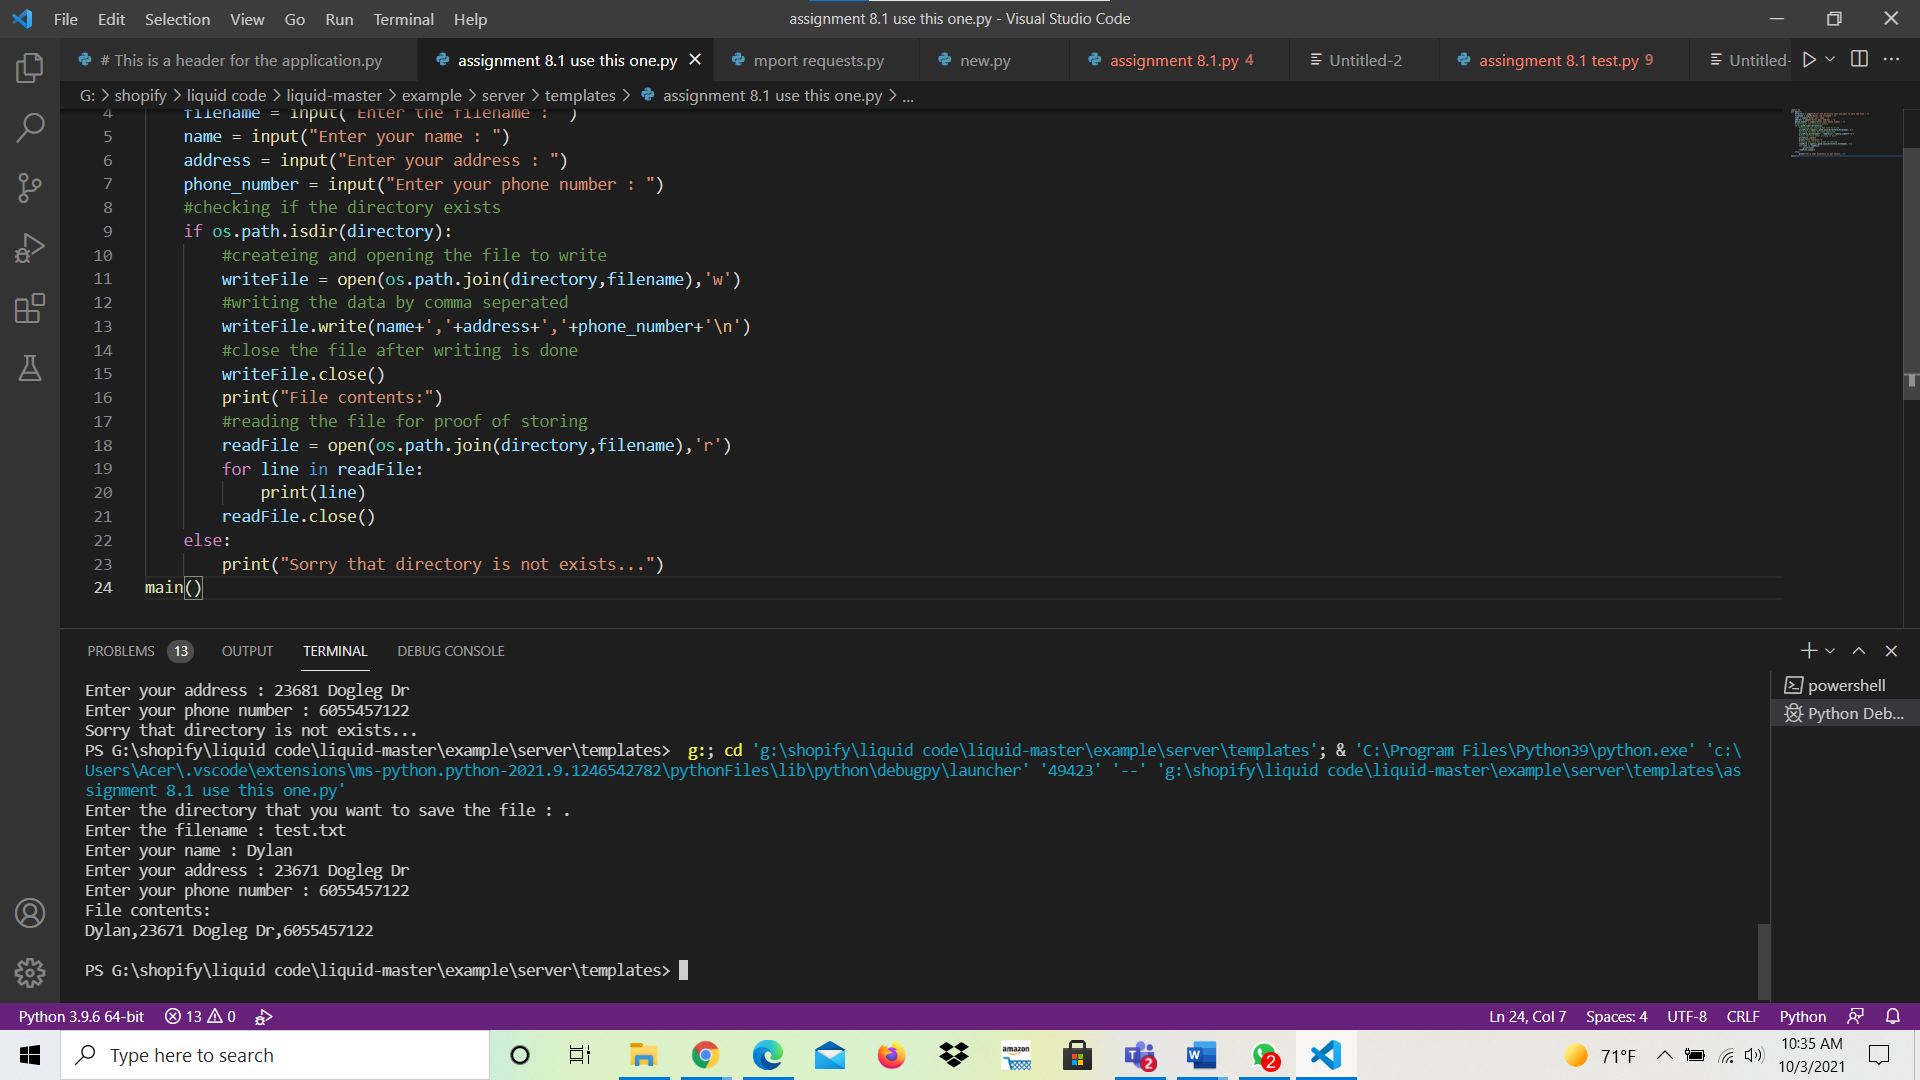 File Edit Selection View Go Run Terminal Help
assignment 8.1 use this one.py - Visual Studio Code
# This is a header for the application.py
assignment 8.1 use this one.py
mport requests.py
new.py
assignment 8.1.py 4
Untitled-2
assingment 8.1 test.py 9
Untitled-
G: > shopify > liquid code > liquid-master > example > server > templates > assignment 8.1 use this one.py > ...
4 filename = input("Enter the filename : ")
5 name = input("Enter your name : ")
6 address = input("Enter your address : ")
7 phone_number = input("Enter your phone number : ")
8 #checking if the directory exists
9 if os.path.isdir(directory):
10 #createing and opening the file to write
11 writeFile = open(os.path.join(directory,filename),'w')
12 #writing the data by comma seperated
13 writeFile.write(name+','+address+','+phone_number+'\n')
14 #close the file after writing is done
15 writeFile.close()
16 print("File contents:")
17 #reading the file for proof of storing
18 readFile = open(os.path.join(directory,filename),'r')
19 for line in readFile:
20 print(line)
21 readFile.close()
22 else:
23 print("Sorry that directory is not exists...")
24 main()
PROBLEMS 13 OUTPUT TERMINAL DEBUG CONSOLE
powershell
Python Deb...
Enter your address : 23681 Dogleg Dr
Enter your phone number : 6055457122
Sorry that directory is not exists...
PS G:\shopify\liquid code\liquid-master\example\server\templates>  g:; cd 'g:\shopify\liquid code\liquid-master\example\server\templates'; & 'C:\Program Files\Python39\python.exe' 'c:\
Users\Acer\.vscode\extensions\ms-python.python-2021.9.1246542782\pythonFiles\lib\python\debugpy\launcher' '49423' '--' 'g:\shopify\liquid code\liquid-master\example\server\templates\as
signment 8.1 use this one.py'
Enter the directory that you want to save the file : .
Enter the filename : test.txt
Enter your name : Dylan
Enter your address : 23671 Dogleg Dr
Enter your phone number : 6055457122
File contents:
Dylan,23671 Dogleg Dr,6055457122
PS G:\shopify\liquid code\liquid-master\example\server\templates>
Python 3.9.6 64-bit 13 0
Ln 24, Col 7 Spaces: 4 UTF-8 CRLF Python
Type here to search
amazon
2
2
71°F
10:35 AM
10/3/2021